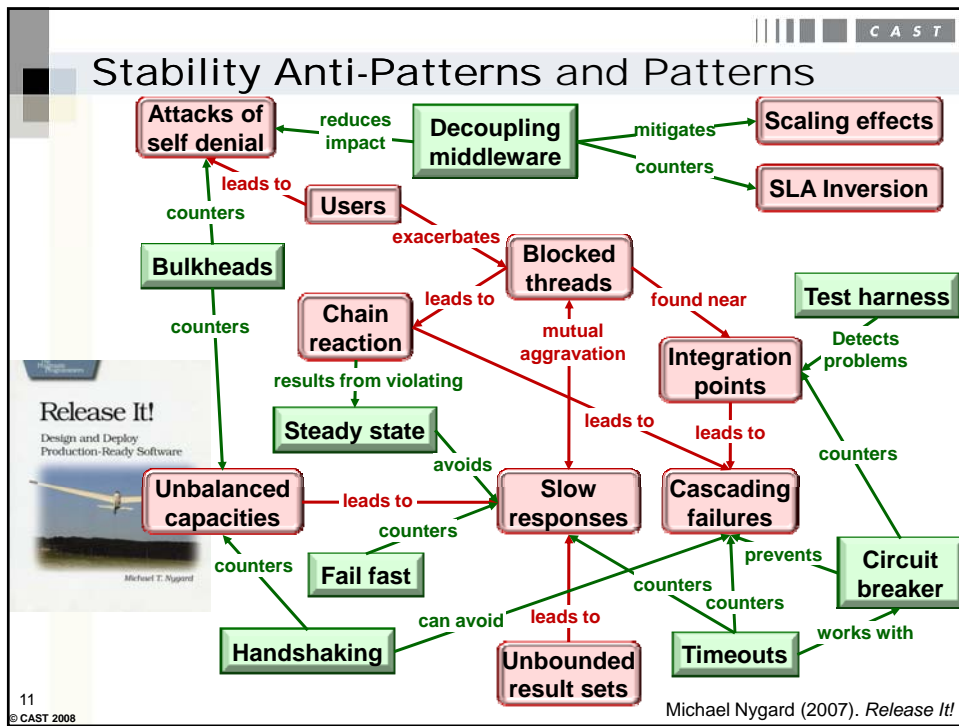 CAST
Stability Anti-Patterns and Patterns
Attacks of
self denial
reduces
impact
Decoupling
middleware
mitigates
Scaling effects
counters
SLA Inversion
leads to
Users
counters
exacerbates
Bulkheads
Blocked
threads
leads to
found near
Test harness
counters
Chain
reaction
mutual
aggravation
Integration
points
Detects
problems
results from violating
Release It!
Design and Deploy
Production-Ready Software
Steady state
leads to
leads to
avoids
counters
Unbalanced
capacities
leads to
Slow
responses
Cascading
failures
counters
counters
Fail fast
prevents
Circuit
breaker
Michael T. Nygard
counters
counters
can avoid
leads to
works with
Handshaking
Unbounded
result sets
Timeouts
11
© CAST 2008
Michael Nygard (2007). Release It!